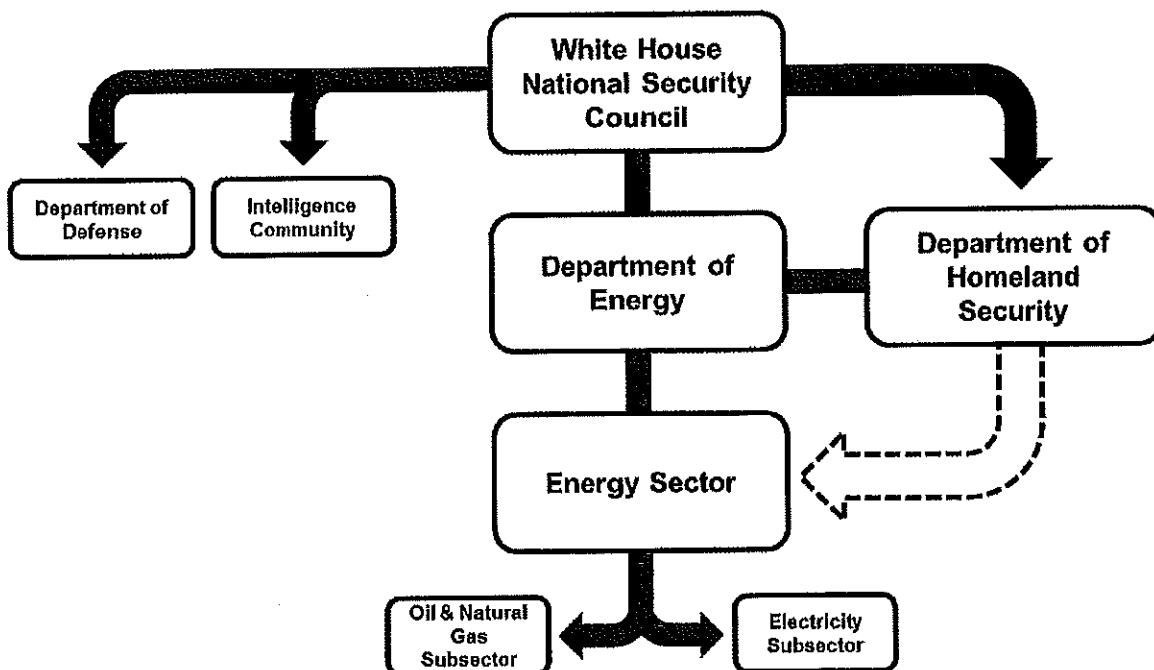 White House
National Security
Council
Department of
Defense
Intelligence
Community
Department of
Energy
Department of
Homeland
Security
Energy Sector
Oil & Natural
Gas
Subsector
Electricity
Subsector